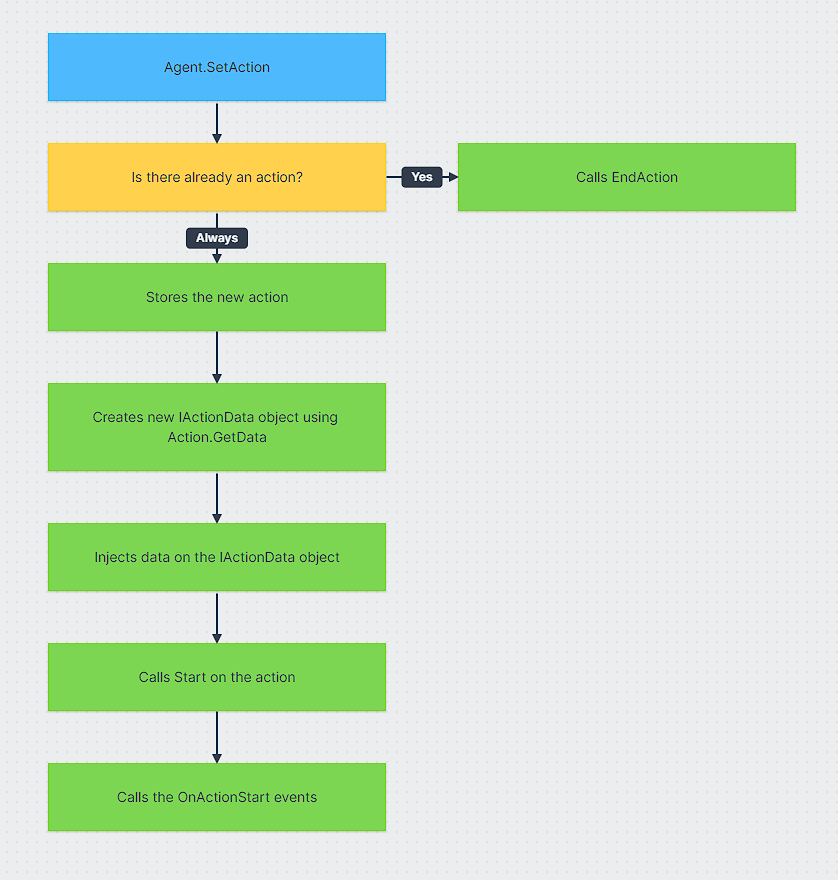 Agent.SetAction
Is there already an action?
Yes
Calls EndAction
Always
Stores the new action
Creates new IActionData object using
Action.GetData
Injects data on the IActionData object
Calls Start on the action
Calls the OnActionStart events